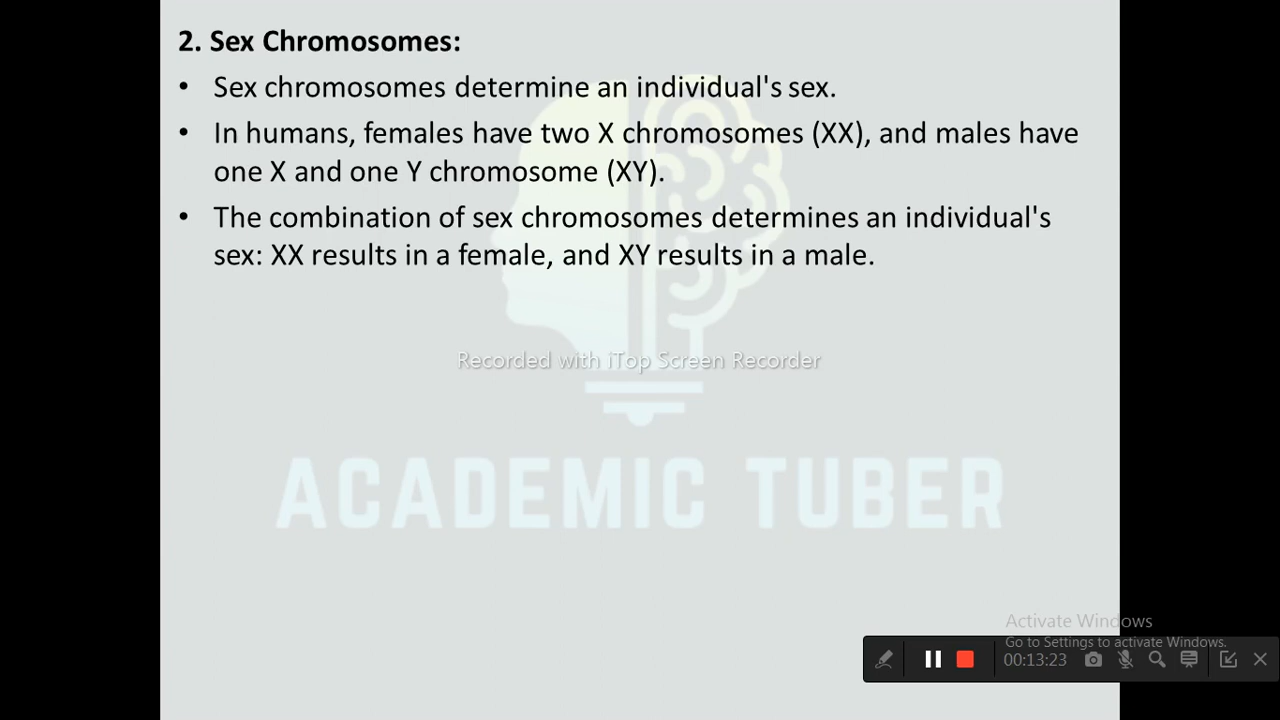 2. Sex Chromosomes:
• Sex chromosomes determine an individual's sex.
• In humans, females have two X chromosomes (XX), and males have
one X and one Y chromosome (XY).
• The combination of sex chromosomes determines an individual's
sex: XX results in a female, and XY results in a male.
Recorded with iTop Screen Recorder
ACADEMIC TUBER
Activate Windows
Go to Settings to activate Windows.
00:13:23